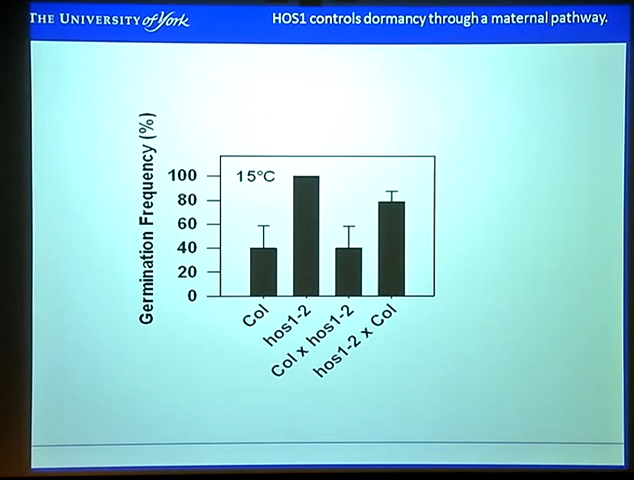 THE UNIVERSITY of York
HOS1 controls dormancy through a maternal pathway.
Germination Frequency (%)
100
80
60
40
20
0
15°C
Col
hos1-2
Col x hos1-2
hos1-2 x Col